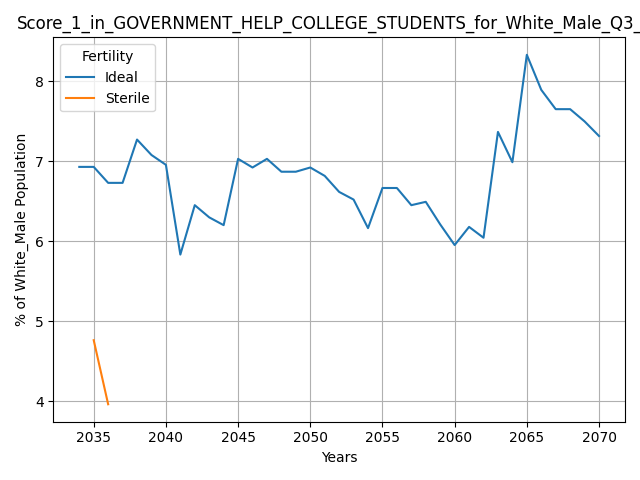 Score_1_in_GOVERNMENT_HELP_COLLEGE_STUDENTS_for_White_Male_Q3_
Fertility
Ideal
Sterile
% of White_Male Population
8
7
6
5
4
2035 2040 2045 2050 2055 2060 2065 2070
Years